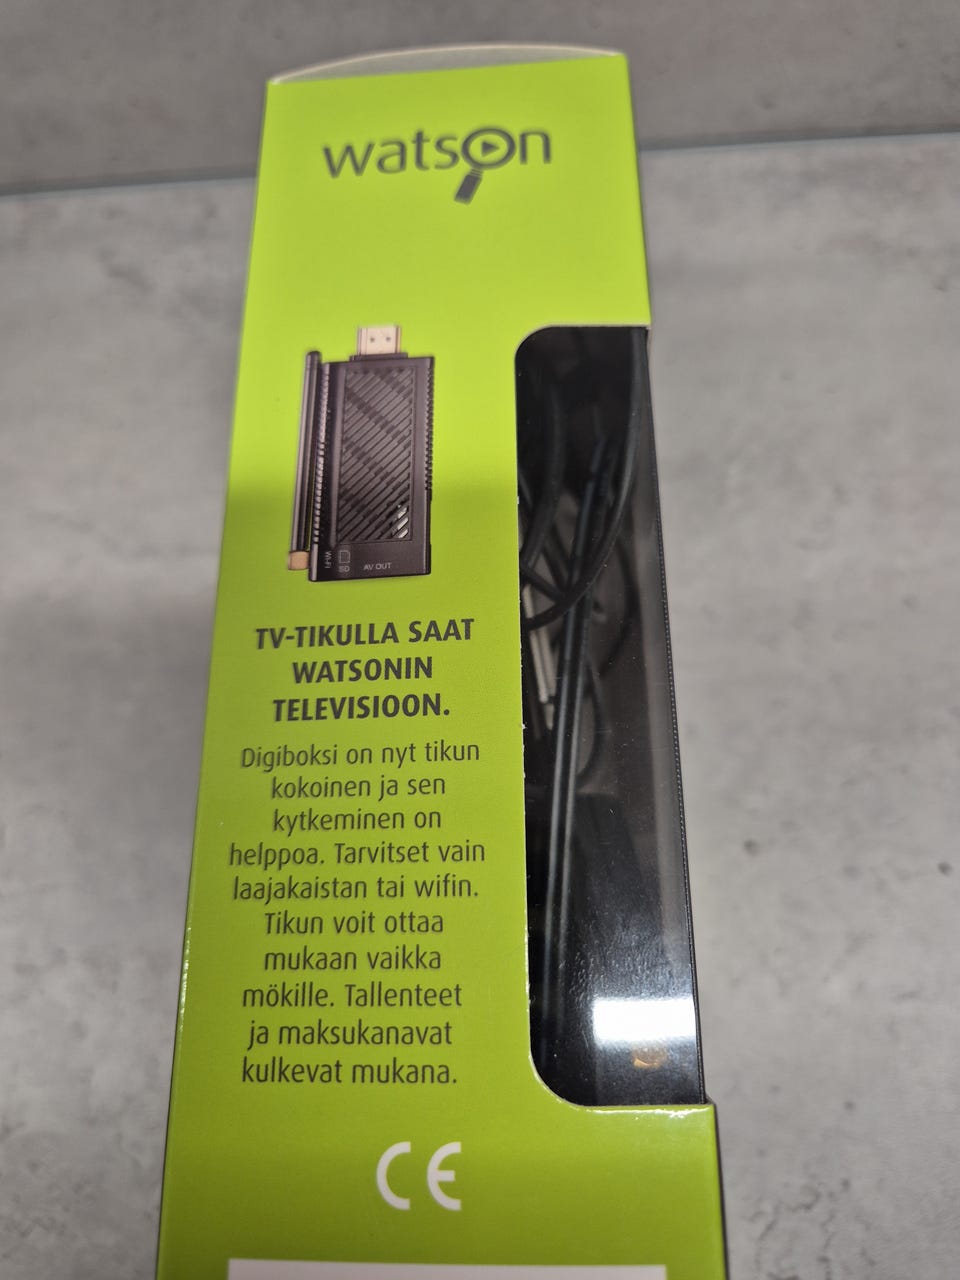 watson
Wi-Fi
SD
AV OUT
TV-TIKULLA SAAT
WATSONIN
TELEVISIOON.
Digiboksi on nyt tikun
kokoinen ja sen
kytkeminen on
helppoa. Tarvitset vain
laajakaistan tai wifin.
Tikun voit ottaa
mukaan vaikka
mökille. Tallenteet
ja maksukanavat
kulkevat mukana.
CE